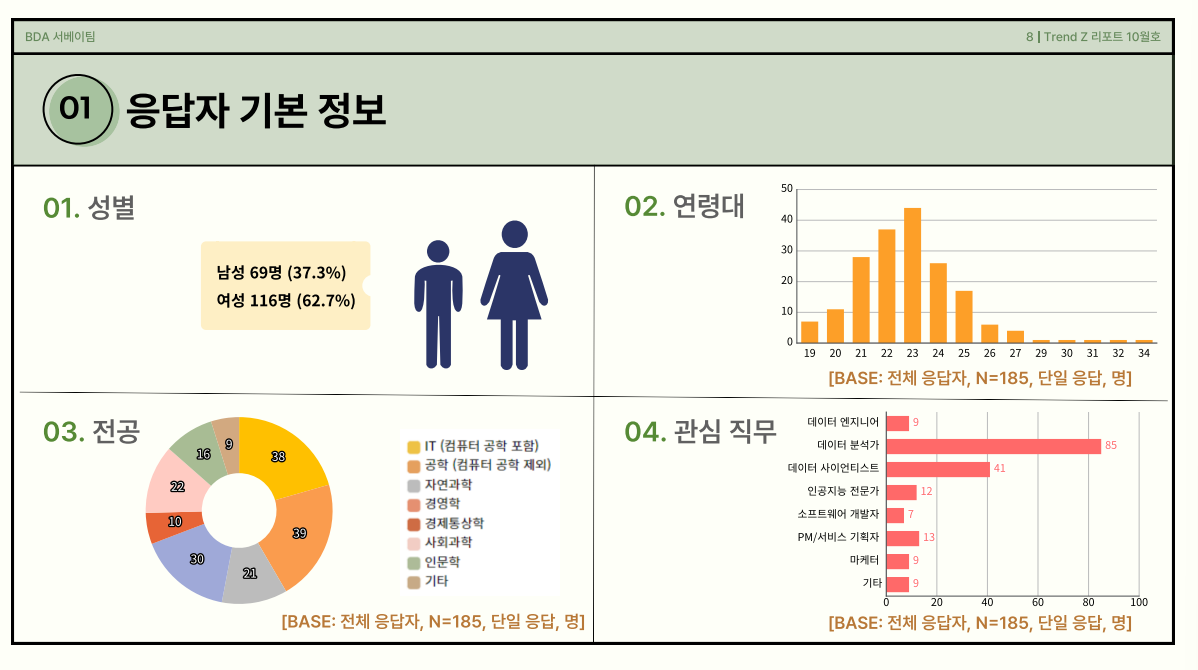 BDA 서베이팀
8 | Trend Z 리포트 10월호
01 응답자 기본 정보
01. 성별
남성 69명 (37.3%)
여성 116명 (62.7%)
02. 연령대
50
40
30
20
10
0
19 20 21 22 23 24 25 26 27 29 30 31 32 34
[BASE: 전체 응답자, N=185, 단일 응답, 명]
03. 전공
38
39
21
30
10
22
16
9
IT (컴퓨터 공학 포함)
공학 (컴퓨터 공학 제외)
자연과학
경영학
경제통상학
사회과학
인문학
기타
[BASE: 전체 응답자, N=185, 단일 응답, 명]
04. 관심 직무
데이터 엔지니어 9
데이터 분석가 85
데이터 사이언티스트 41
인공지능 전문가 12
소프트웨어 개발자 7
PM/서비스 기획자 13
마케터 9
기타 9
0 20 40 60 80 100
[BASE: 전체 응답자, N=185, 단일 응답, 명]